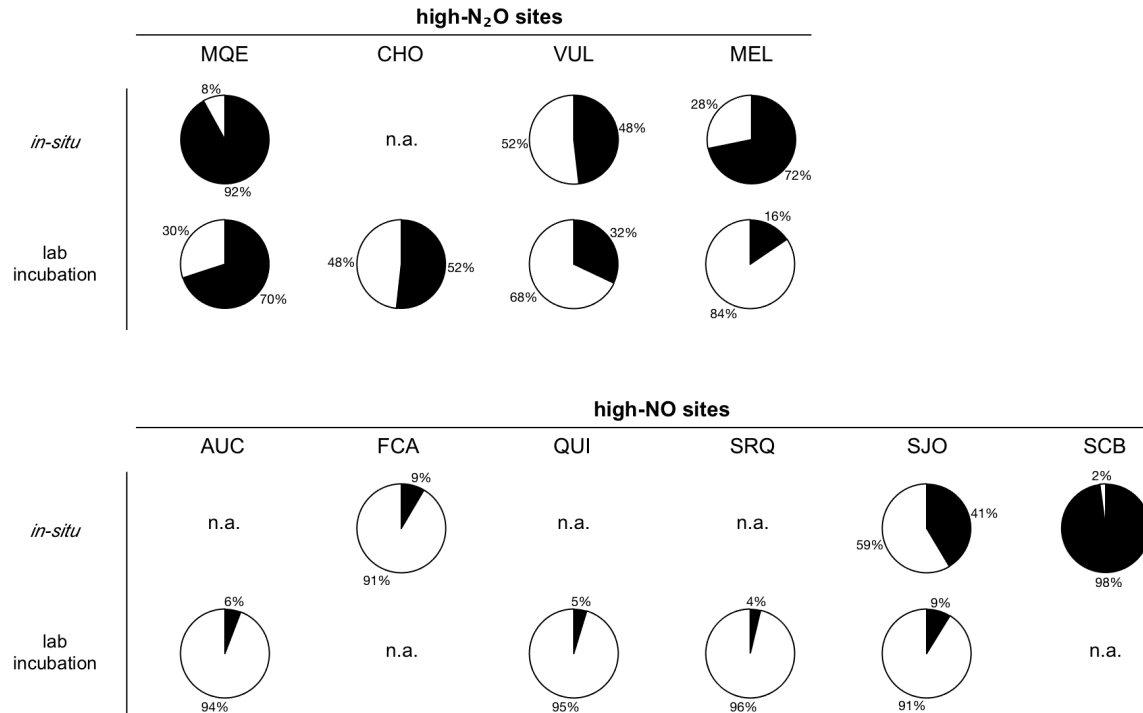 high-N₂O sites
MQE CHO VUL MEL
in-situ
8%
92%
n.a.
52%
48%
28%
72%
lab
incubation
30%
70%
48%
52%
32%
68%
16%
84%
high-NO sites
AUC FCA QUI SRQ SJO SCB
in-situ
n.a.
9%
91%
n.a.
n.a.
59%
41%
2%
98%
lab
incubation
6%
94%
n.a.
5%
95%
4%
96%
9%
91%
n.a.